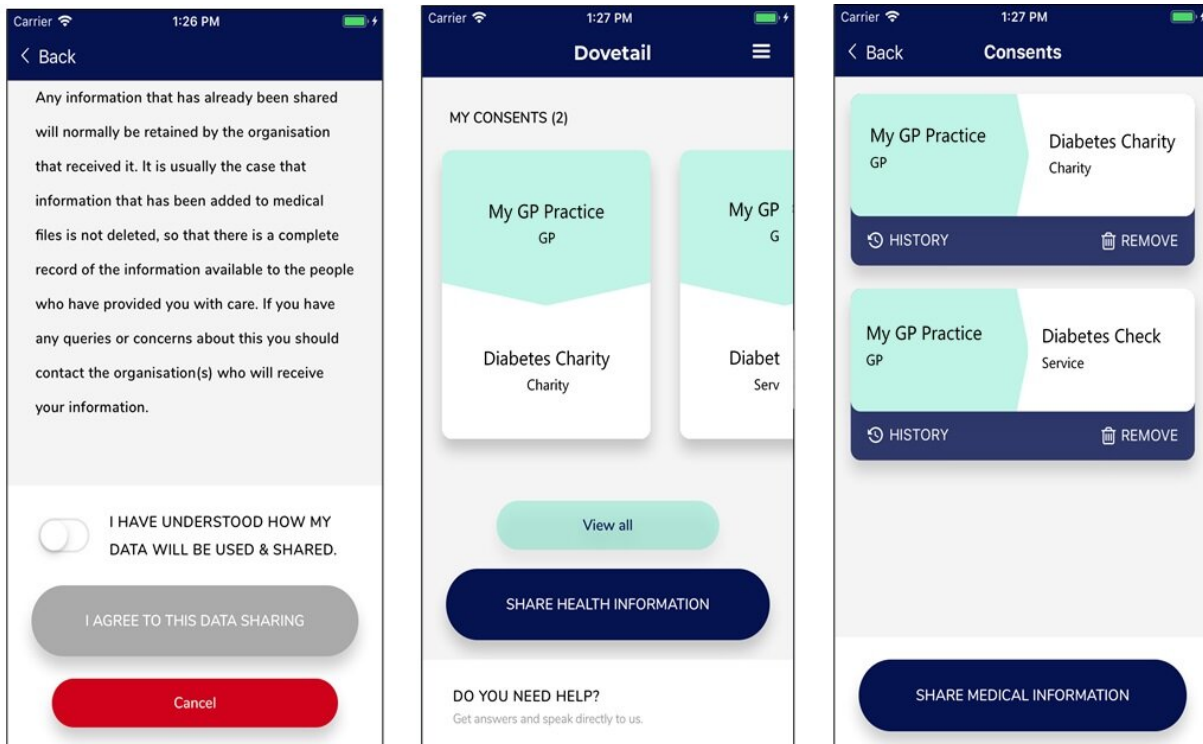 Carrier 1:26 PM
< Back
Any information that has already been shared
will normally be retained by the organisation
that received it. It is usually the case that
information that has been added to medical
files is not deleted, so that there is a complete
record of the information available to the people
who have provided you with care. If you have
any queries or concerns about this you should
contact the organisation(s) who will receive
your information.
I HAVE UNDERSTOOD HOW MY
DATA WILL BE USED & SHARED.
I AGREE TO THIS DATA SHARING
Cancel
Carrier 1:27 PM
Dovetail
MY CONSENTS (2)
My GP Practice
GP
Diabetes Charity
Charity
My GP
G
Diabet
Serv
View all
SHARE HEALTH INFORMATION
DO YOU NEED HELP?
Get answers and speak directly to us.
Carrier 1:27 PM
< Back Consents
My GP Practice
GP
Diabetes Charity
Charity
HISTORY REMOVE
My GP Practice
GP
Diabetes Check
Service
HISTORY REMOVE
SHARE MEDICAL INFORMATION